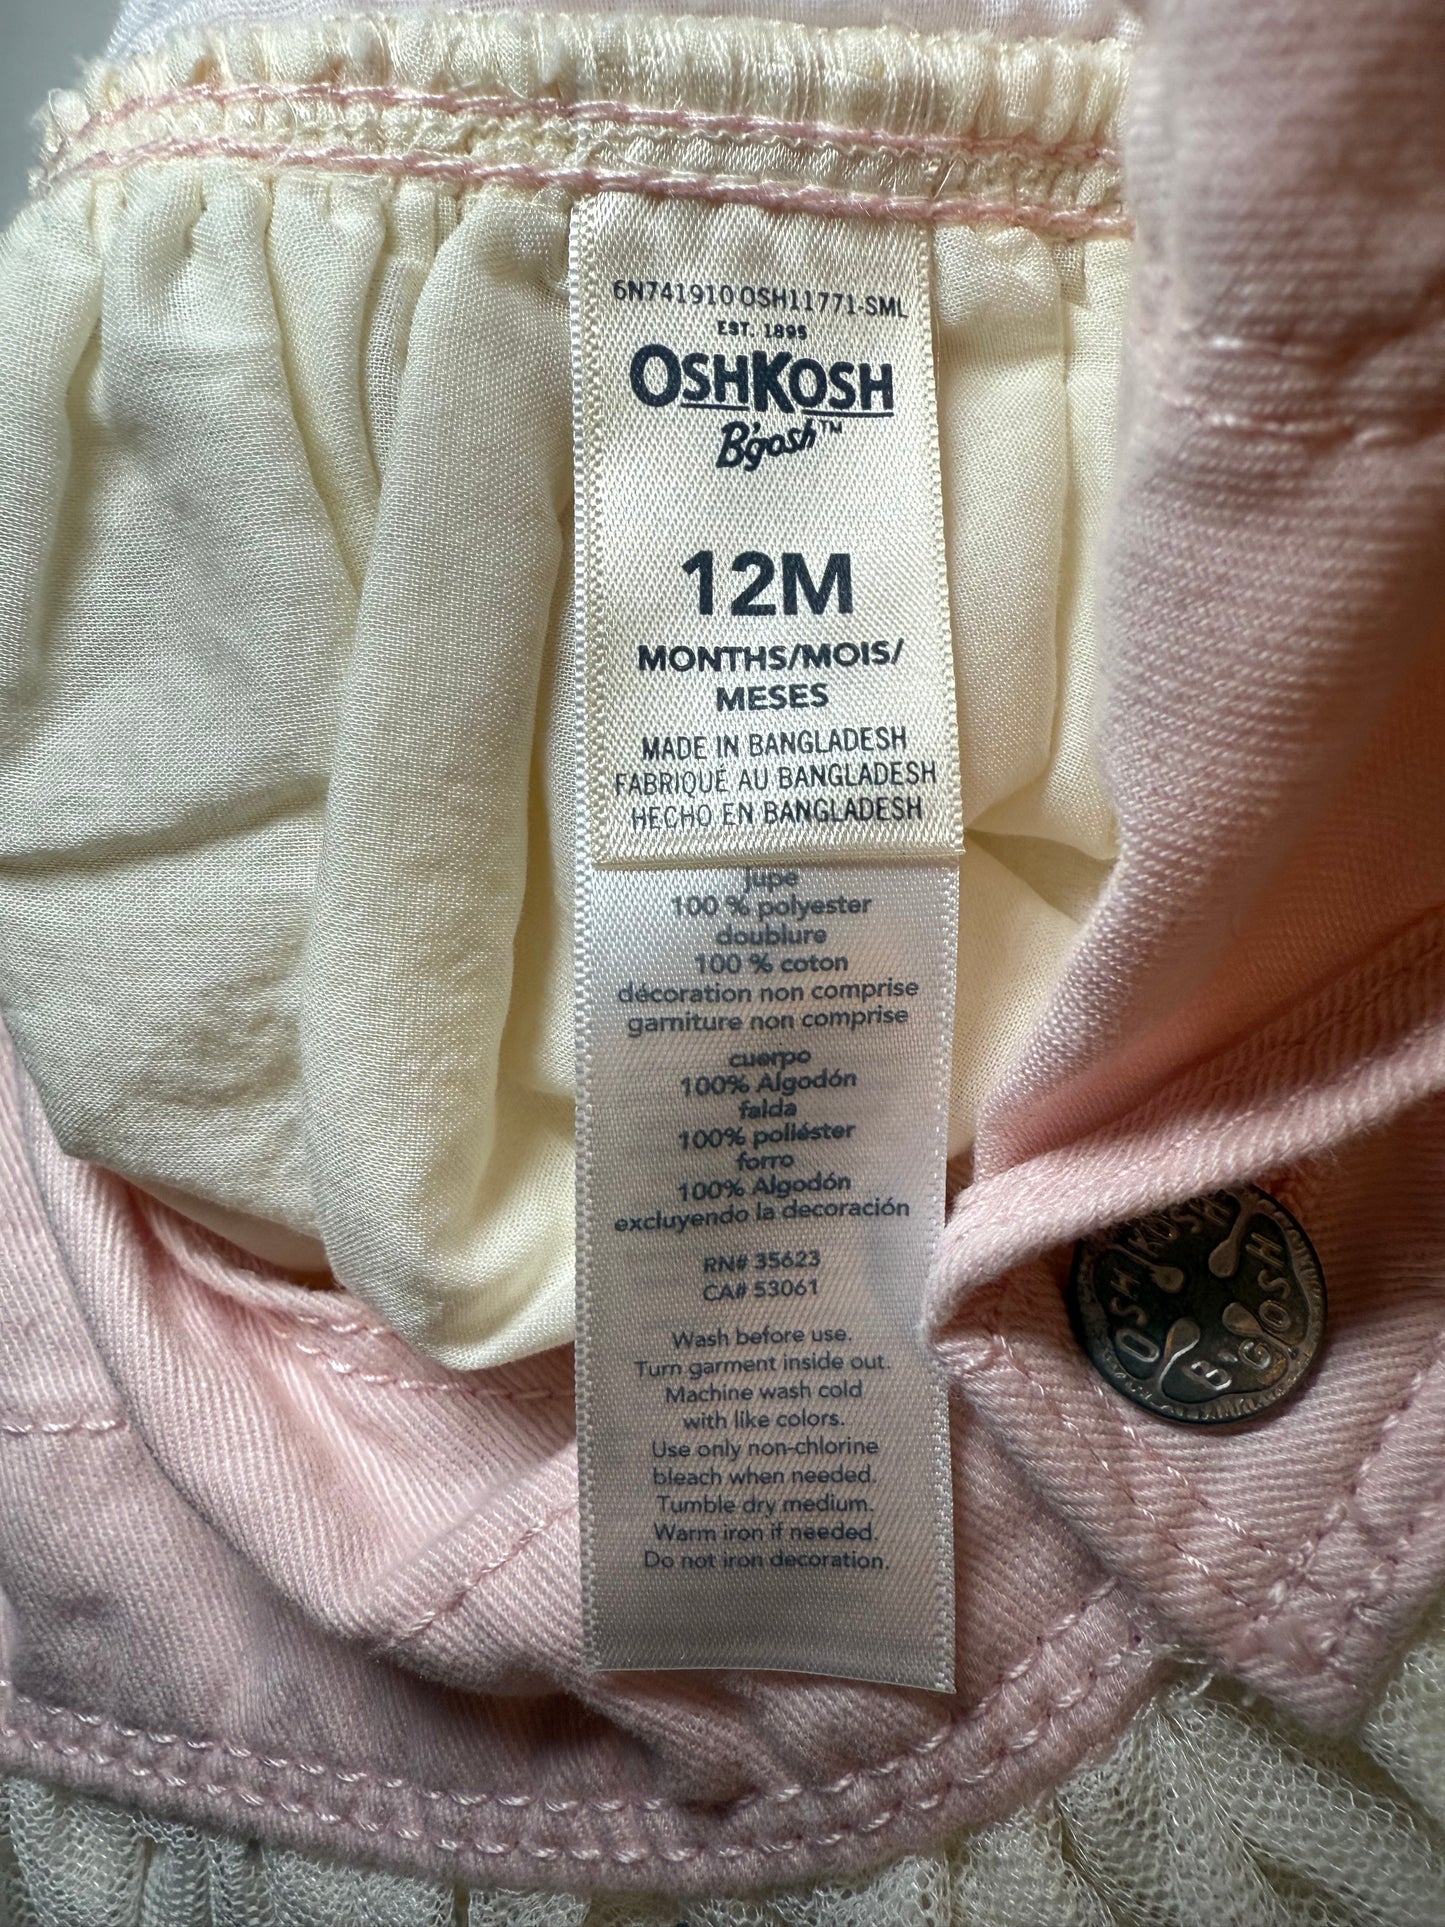 6N741910 OSH11771-SML
EST. 1895
OSHKOSH
B'gosh™
12M
MONTHS/MOIS/
MESES
MADE IN BANGLADESH
FABRIQUÉ AU BANGLADESH
HECHO EN BANGLADESH
jupe
100 % polyester
doublure
100 % coton
décoration non comprise
garniture non comprise
cuerpo
100% Algodón
falda
100% poliéster
forro
100% Algodón
excluyendo la decoración
RN# 35623
CA# 53061
Wash before use.
Turn garment inside out.
Machine wash cold
with like colors.
Use only non-chlorine
bleach when needed.
Tumble dry medium.
Warm iron if needed.
Do not iron decoration.
OSHKOSH
B'GOSH